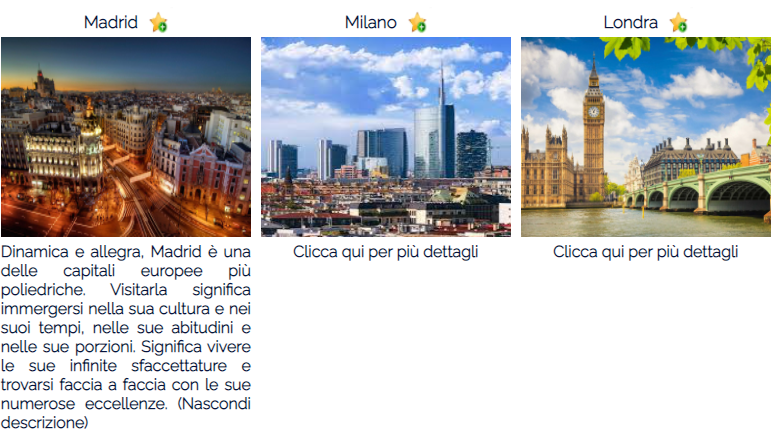 Madrid
Milano
Londra
Dinamica e allegra, Madrid è una
delle capitali europee più
poliedriche. Visitarla significa
immergersi nella sua cultura e nei
suoi tempi, nelle sue abitudini e
nelle sue porzioni. Significa vivere
le sue infinite sfaccettature e
trovarsi faccia a faccia con le sue
numerose eccellenze. (Nascondi
descrizione)
Clicca qui per più dettagli
Clicca qui per più dettagli